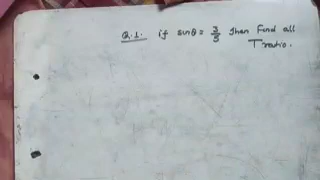 Q.1. if sinθ = 3/5 then find all
T ratio.